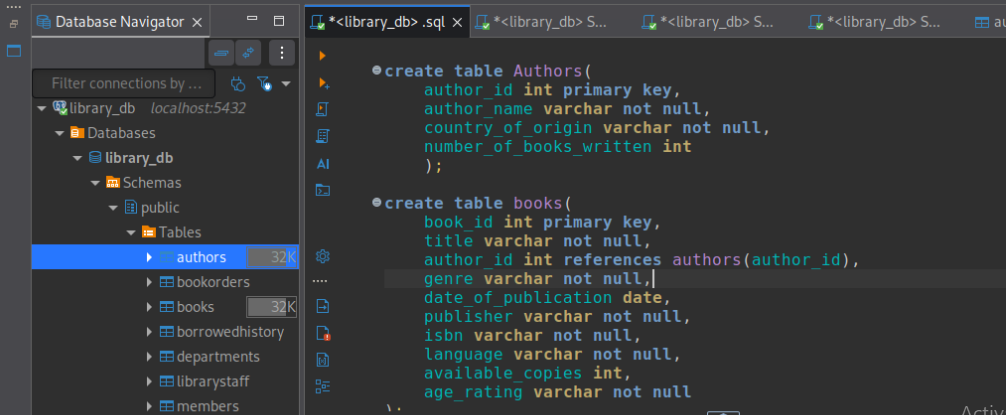 Database Navigator
*<library_db> .sql
*<library_db> S...
*<library_db> S...
*<library_db> S...
Filter connections by ...
library_db localhost:5432
Databases
library_db
Schemas
public
Tables
authors 32K
bookorders
books 32K
borrowedhistory
departments
librarystaff
members
AI
create table Authors(
author_id int primary key,
author_name varchar not null,
country_of_origin varchar not null,
number_of_books_written int
);
create table books(
book_id int primary key,
title varchar not null,
author_id int references authors(author_id),
genre varchar not null,
date_of_publication date,
publisher varchar not null,
isbn varchar not null,
language varchar not null,
available_copies int,
age_rating varchar not null
);